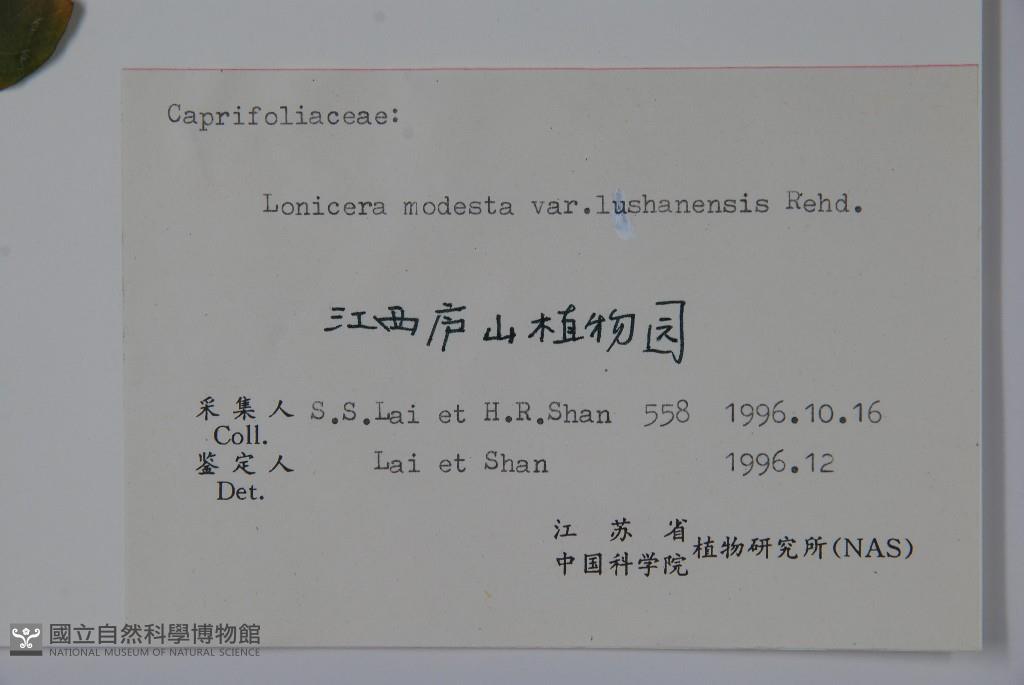 Caprifoliaceae:
Lonicera modesta var.lushanensis Rehd.
江西庐山植物园
采集人 S.S.Lai et H.R.Shan 558 1996.10.16
Coll.
鉴定人 Lai et Shan 1996.12
Det.
江苏省
中国科学院
植物研究所(NAS)
國立自然科學博物館
NATIONAL MUSEUM OF NATURAL SCIENCE